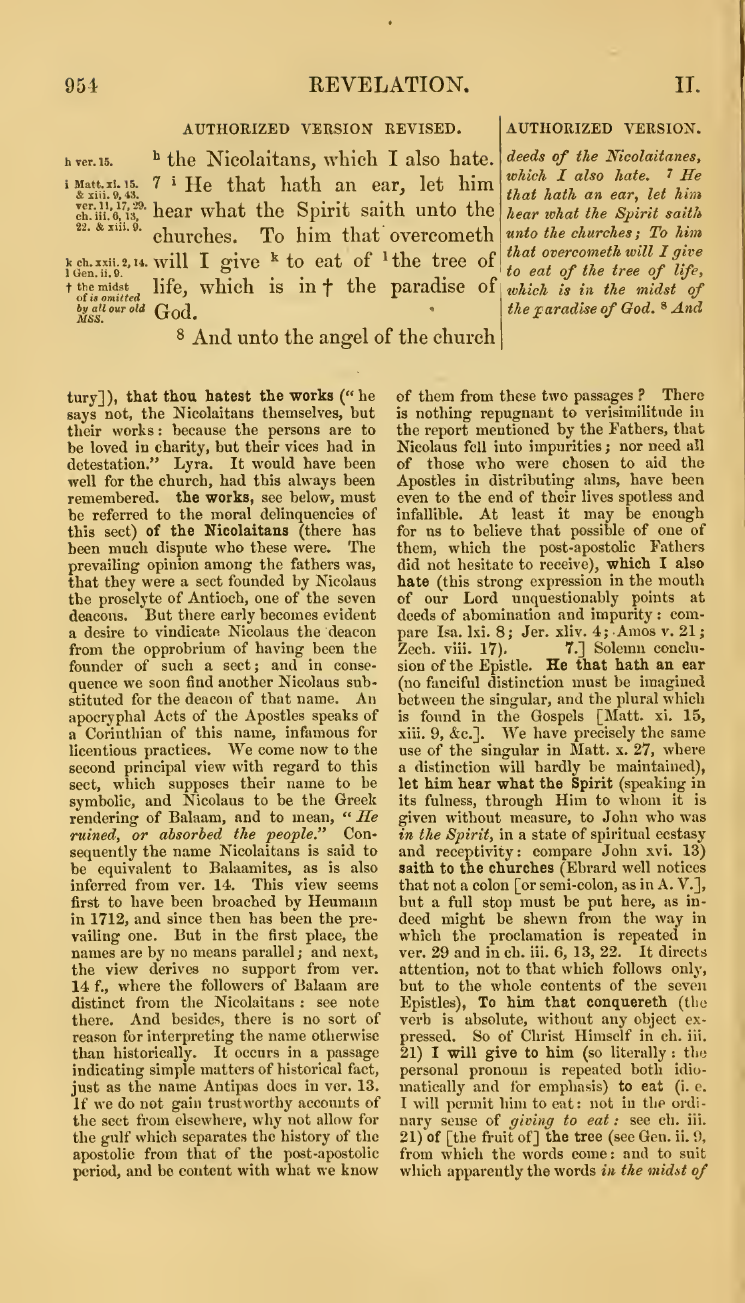 954 REVELATION. II.
AUTHORIZED VERSION REVISED.
h ver. 15.
i Matt. xi. 15.
& xiii. 9, 43.
ver. 11, 17, 29.
ch. iii. 6, 13,
22. & xiii. 9.
k ch. xxii. 2, 14.
l Gen. ii. 9.
† the midst
of is omitted
by all our old
MSS.
h the Nicolaitans, which I also hate.
7 i He that hath an ear, let him
hear what the Spirit saith unto the
churches. To him that overcometh
will I give k to eat of l the tree of
life, which is in † the paradise of
God.
8 And unto the angel of the church
AUTHORIZED VERSION.
deeds of the Nicolaitanes,
which I also hate. 7 He
that hath an ear, let him
hear what the Spirit saith
unto the churches; To him
that overcometh will I give
to eat of the tree of life,
which is in the midst of
the paradise of God. 8 And
tury]), that thou hatest the works (“he
says not, the Nicolaitans themselves, but
their works: because the persons are to
be loved in charity, but their vices had in
detestation.” Lyra. It would have been
well for the church, had this always been
remembered. the works, see below, must
be referred to the moral delinquencies of
this sect) of the Nicolaitans (there has
been much dispute who these were. The
prevailing opinion among the fathers was,
that they were a sect founded by Nicolaus
the proselyte of Antioch, one of the seven
deacons. But there early becomes evident
a desire to vindicate Nicolaus the deacon
from the opprobrium of having been the
founder of such a sect; and in conse-
quence we soon find another Nicolaus sub-
stituted for the deacon of that name. An
apocryphal Acts of the Apostles speaks of
a Corinthian of this name, infamous for
licentious practices. We come now to the
second principal view with regard to this
sect, which supposes their name to be
symbolic, and Nicolaus to be the Greek
rendering of Balaam, and to mean, “He
ruined, or absorbed the people.” Con-
sequently the name Nicolaitans is said to
be equivalent to Balaamites, as is also
inferred from ver. 14. This view seems
first to have been broached by Heumann
in 1712, and since then has been the pre-
vailing one. But in the first place, the
names are by no means parallel; and next,
the view derives no support from ver.
14 f., where the followers of Balaam are
distinct from the Nicolaitans: see note
there. And besides, there is no sort of
reason for interpreting the name otherwise
than historically. It occurs in a passage
indicating simple matters of historical fact,
just as the name Antipas does in ver. 13.
If we do not gain trustworthy accounts of
the sect from elsewhere, why not allow for
the gulf which separates the history of the
apostolic from that of the post-apostolic
period, and be content with what we know
of them from these two passages? There
is nothing repugnant to verisimilitude in
the report mentioned by the Fathers, that
Nicolaus fell into impurities; nor need all
of those who were chosen to aid the
Apostles in distributing alms, have been
even to the end of their lives spotless and
infallible. At least it may be enough
for us to believe that possible of one of
them, which the post-apostolic Fathers
did not hesitate to receive), which I also
hate (this strong expression in the mouth
of our Lord unquestionably points at
deeds of abomination and impurity: com-
pare Isa. lxi. 8; Jer. xliv. 4; Amos v. 21;
Zech. viii. 17). 7.] Solemn conclu-
sion of the Epistle. He that hath an ear
(no fanciful distinction must be imagined
between the singular, and the plural which
is found in the Gospels [Matt. xi. 15,
xiii. 9, &c.]. We have precisely the same
use of the singular in Matt. x. 27, where
a distinction will hardly be maintained),
let him hear what the Spirit (speaking in
its fulness, through Him to whom it is
given without measure, to John who was
in the Spirit, in a state of spiritual ecstasy
and receptivity: compare John xvi. 13)
saith to the churches (Ebrard well notices
that not a colon [or semi-colon, as in A. V.],
but a full stop must be put here, as in-
deed might be shewn from the way in
which the proclamation is repeated in
ver. 29 and in ch. iii. 6, 13, 22. It directs
attention, not to that which follows only,
but to the whole contents of the seven
Epistles), To him that conquereth (the
verb is absolute, without any object ex-
pressed. So of Christ Himself in ch. iii.
21) I will give to him (so literally: the
personal pronoun is repeated both idio-
matically and for emphasis) to eat (i. e.
I will permit him to eat: not in the ordi-
nary sense of giving to eat: see ch. iii.
21) of [the fruit of] the tree (see Gen. ii. 9,
from which the words come: and to suit
which apparently the words in the midst of